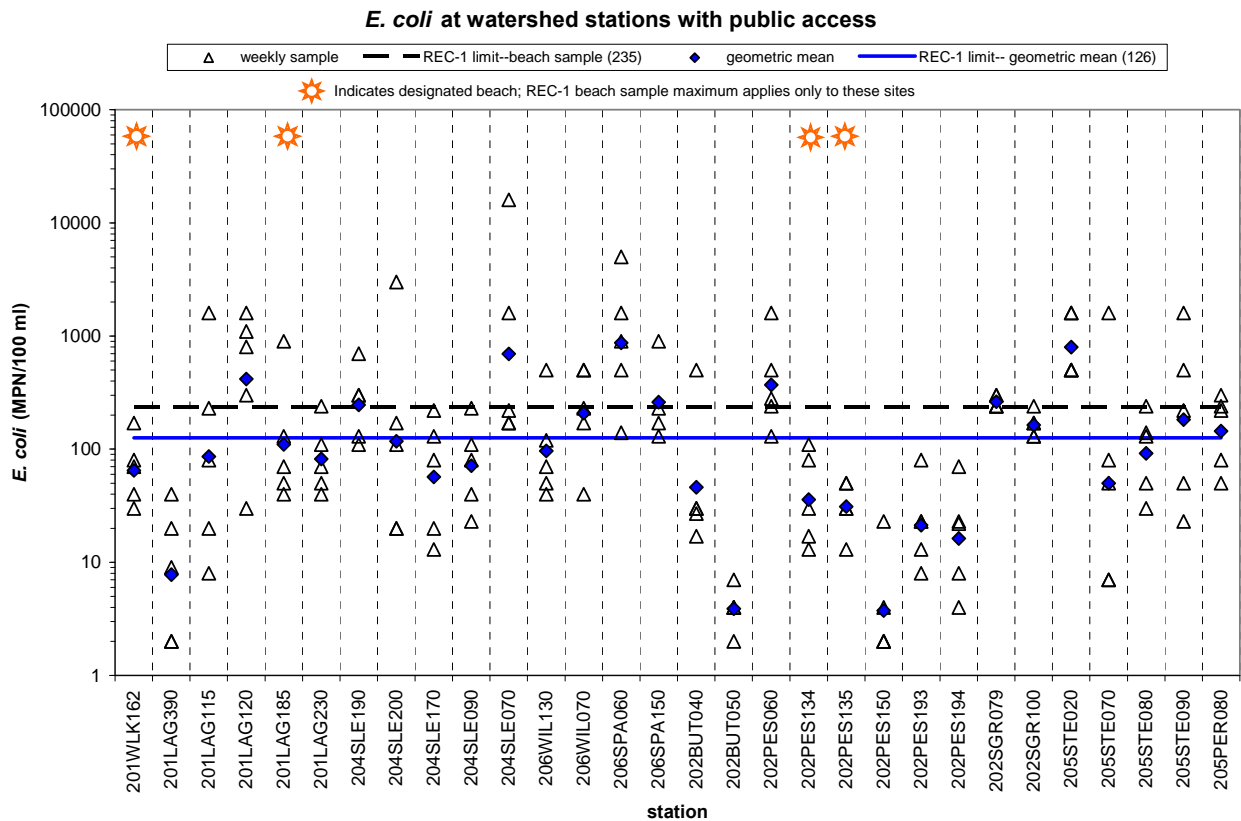 E. coli at watershed stations with public access
weekly sample
REC-1 limit--beach sample (235)
geometric mean
REC-1 limit-- geometric mean (126)
Indicates designated beach; REC-1 beach sample maximum applies only to these sites
E. coli (MPN/100 ml)
100000
10000
1000
100
10
1
201WLK162
201LAG390
201LAG115
201LAG120
201LAG185
201LAG230
204SLE190
204SLE200
204SLE170
204SLE090
204SLE070
206WIL130
206WIL070
206SPA060
206SPA150
202BUT040
202BUT050
202PES060
202PES134
202PES135
202PES150
202PES193
202PES194
202SGR079
202SGR100
205STE020
205STE070
205STE080
205STE090
205PER080
station